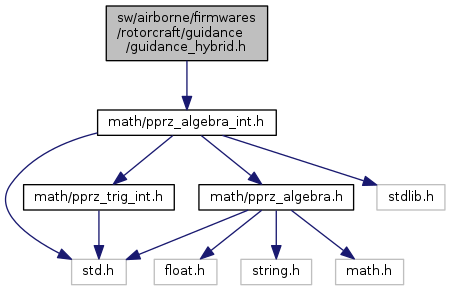 sw/airborne/firmwares
/rotorcraft/guidance
/guidance_hybrid.h
math/pprz_algebra_int.h
math/pprz_trig_int.h
math/pprz_algebra.h
stdlib.h
std.h
float.h
string.h
math.h